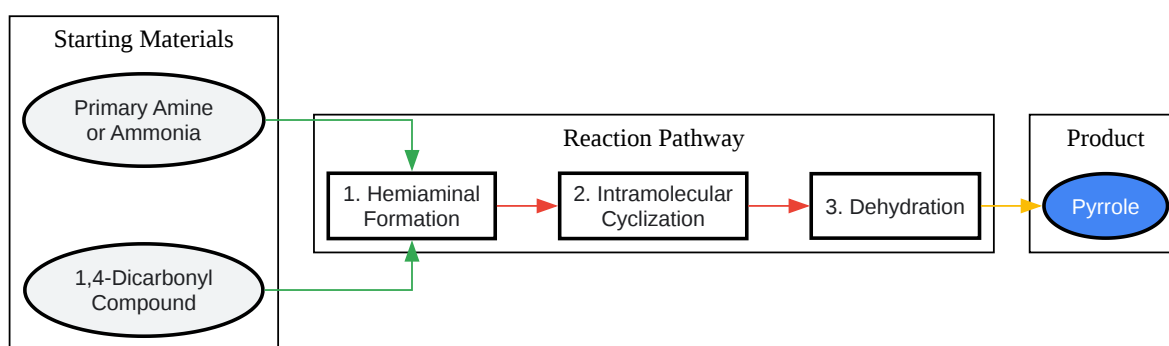 Starting Materials
Primary Amine
or Ammonia
1,4-Dicarbonyl
Compound
Reaction Pathway
1. Hemiaminal
Formation
2. Intramolecular
Cyclization
3. Dehydration
Product
Pyrrole